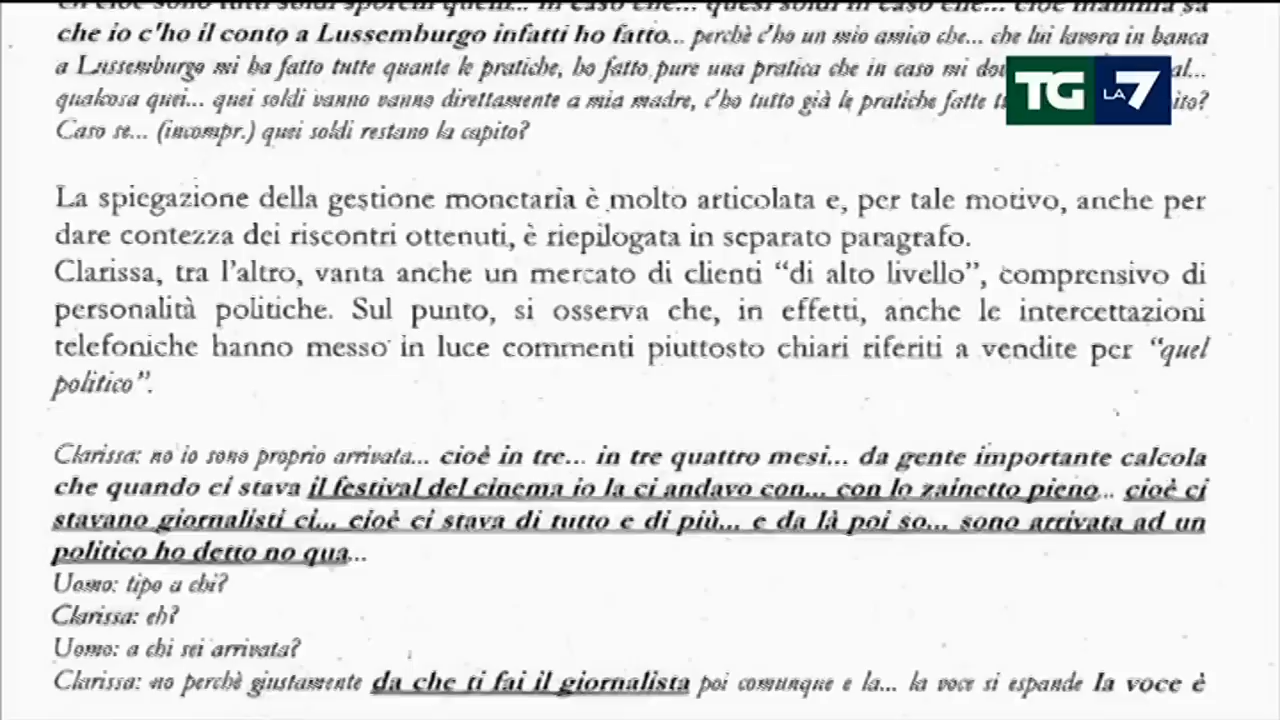 che io c'ho il conto a Lussemburgo infatti ho fatto... perchè c'ho un mio amico che... che lui lavora in banca
a Lussemburgo mi ha fatto tutte quante le pratiche, ho fatto pure una pratica che in caso mi al...
qualcosa quei... quei soldi vanno vanno direttamente a mia madre, c'ho tutto già le pratiche fatte
Caso se... (incompr.) quei soldi restano la capito?
TG LA7
La spiegazione della gestione monetaria è molto articolata e, per tale motivo, anche per
dare contezza dei riscontri ottenuti, è riepilogata in separato paragrafo.
Clarissa, tra l'altro, vanta anche un mercato di clienti "di alto livello", comprensivo di
personalità politiche. Sul punto, si osserva che, in effetti, anche le intercettazioni
telefoniche hanno messo in luce commenti piuttosto chiari riferiti a vendite per "quel
politico".
Clarissa: no io sono proprio arrivata... cioè in tre... in tre quattro mesi... da gente importante calcola
che quando ci stava il festival del cinema io la ci andavo con... con lo zainetto pieno... cioè ci
stavano giornalisti ci... cioè ci stava di tutto e di più... e da là poi so... sono arrivata ad un
politico ho detto no qua...
Uomo: tipo a chi?
Clarissa: eh?
Uomo: a chi sei arrivata?
Clarissa: no perchè giustamente da che ti fai il giornalista poi comunque e la... la voce si espande la voce è